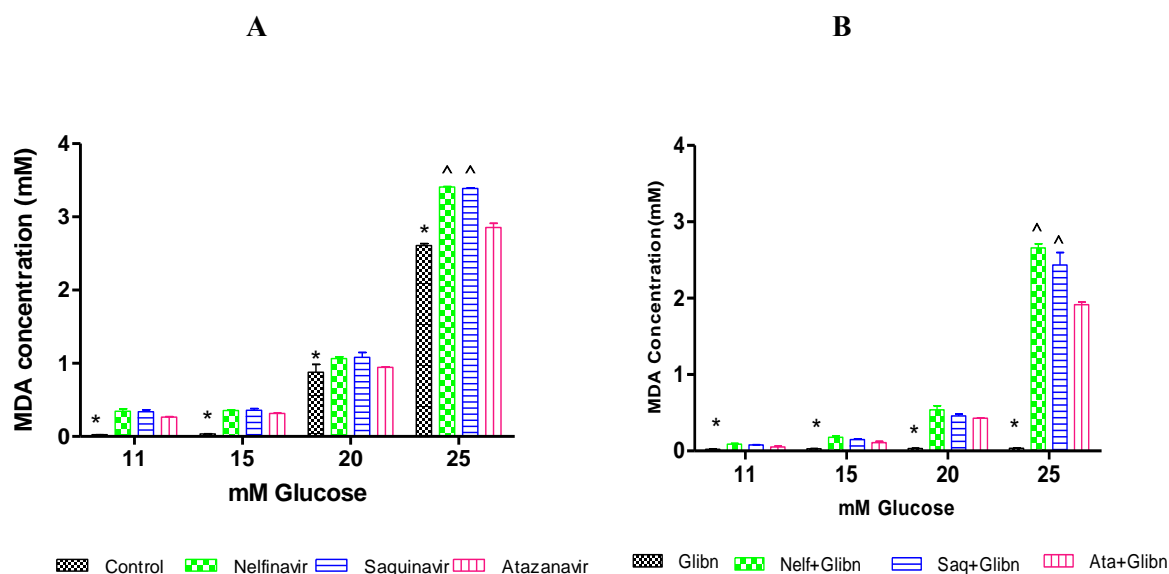 A
B
MDA concentration (mM)
4
3
2
1
0
* * * * ^ ^
11 15 20 25
mM Glucose
Control Nelfinavir Saquinavir Atazanavir
MDA Concentration(mM)
4
3
2
1
0
* * * * ^ ^
11 15 20 25
mM Glucose
Glibn Nelf+Glibn Saq+Glibn Ata+Glibn